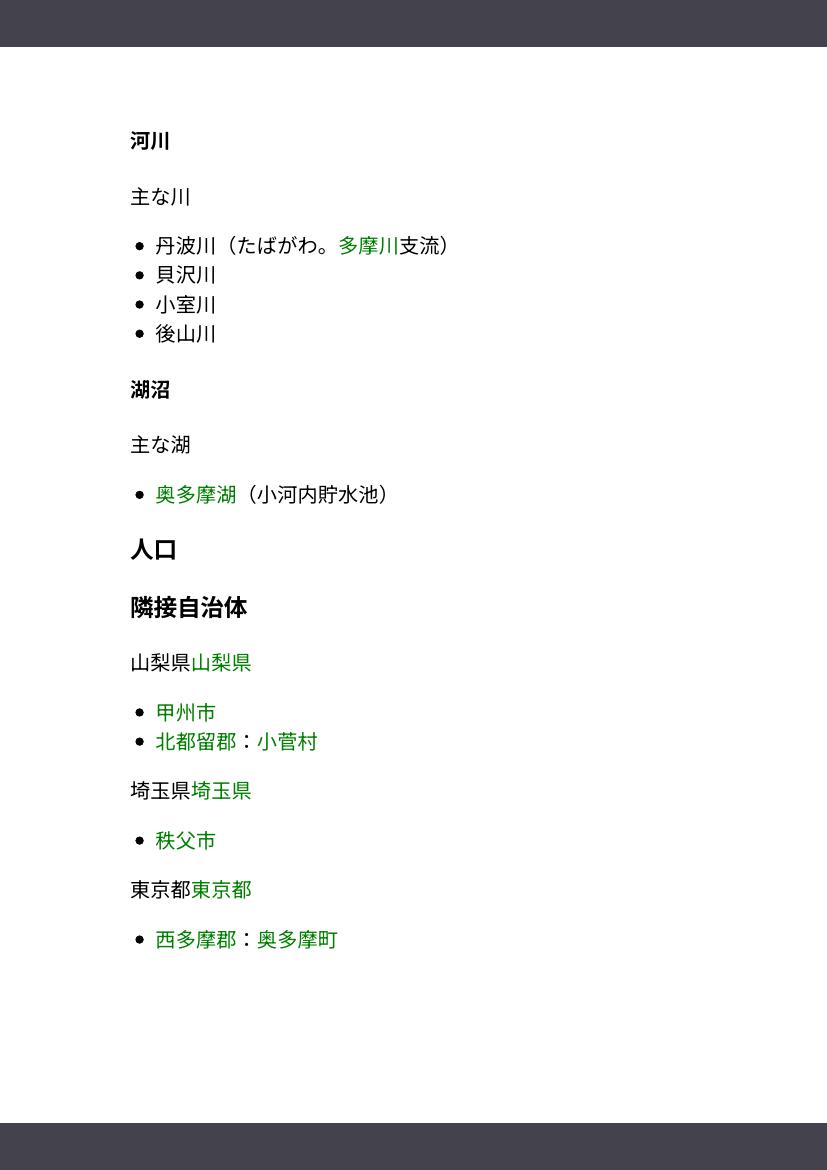 河川
主な川
丹波川（たばがわ。多摩川支流）
貝沢川
小室川
後山川
湖沼
主な湖
奥多摩湖（小河内貯水池）
人口
隣接自治体
山梨県山梨県
甲州市
北都留郡：小菅村
埼玉県埼玉県
秩父市
東京都東京都
西多摩郡：奥多摩町